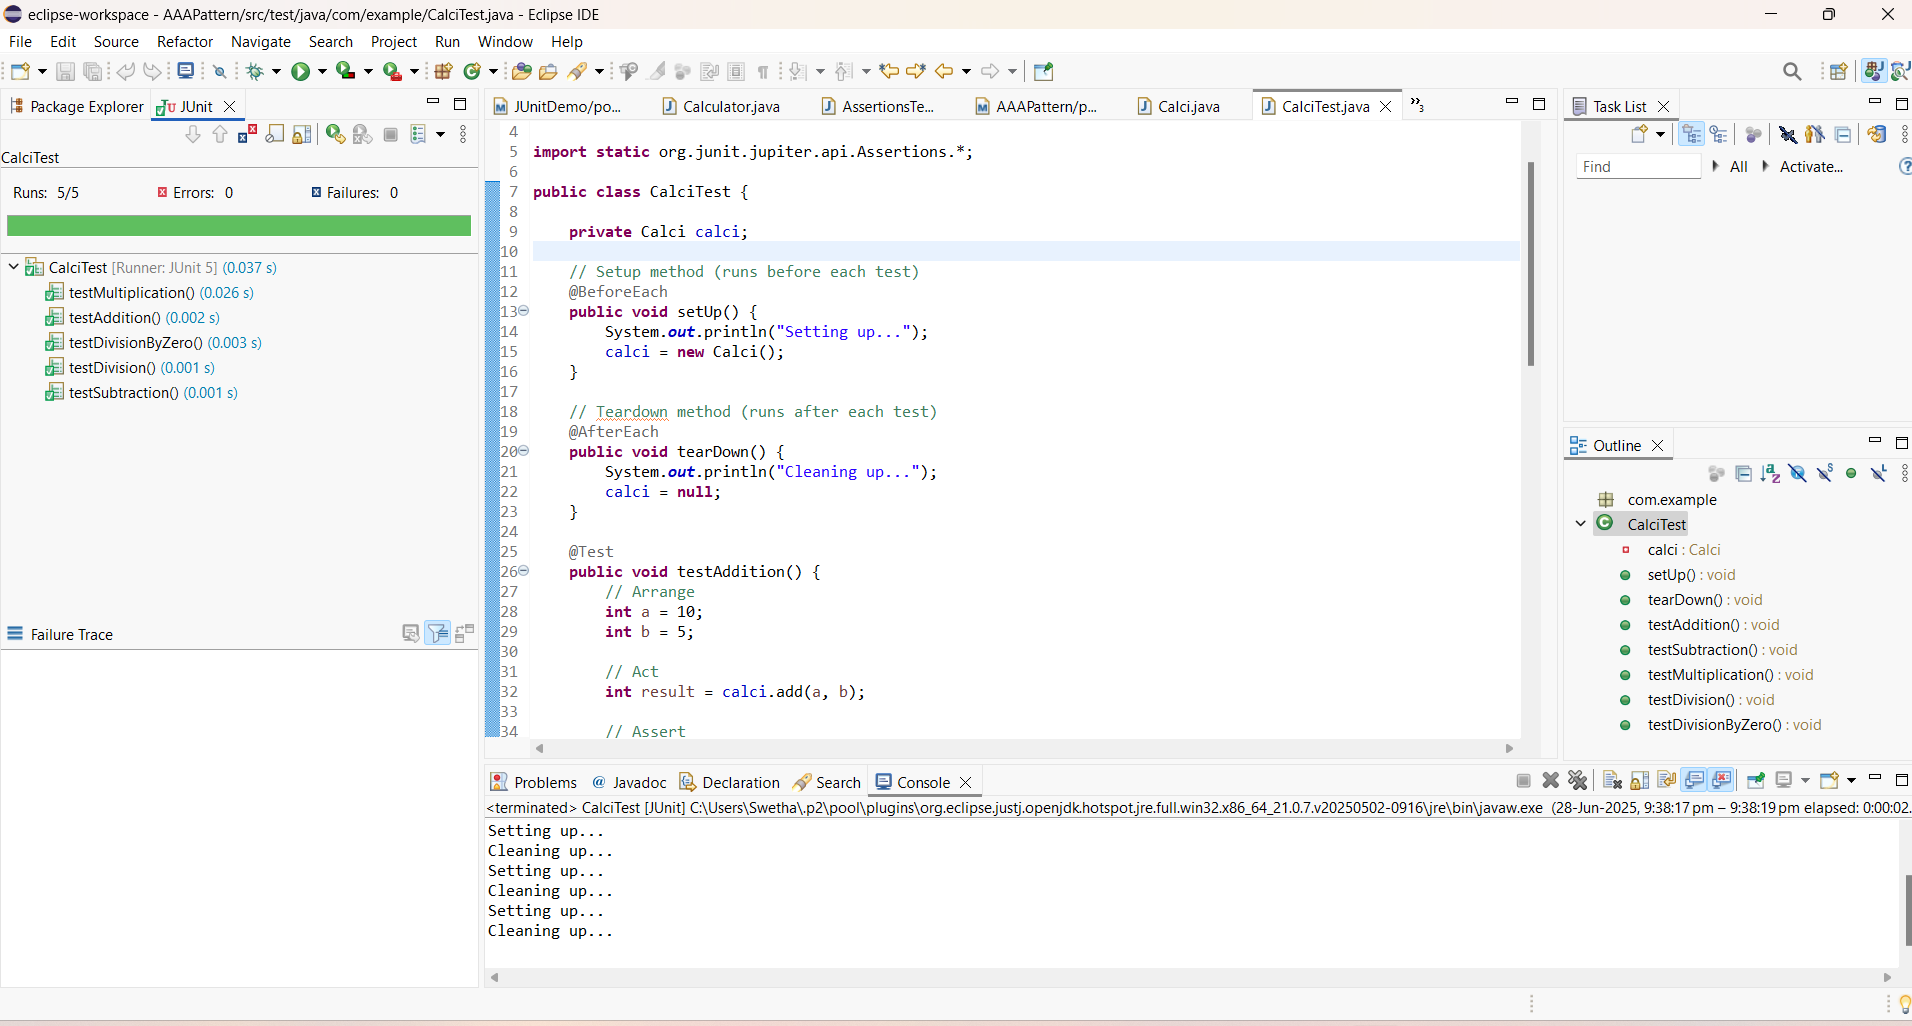 eclipse-workspace - AAAPattern/src/test/java/com/example/CalciTest.java - Eclipse IDE
File Edit Source Refactor Navigate Search Project Run Window Help
Package Explorer JUnit
CalciTest
Runs: 5/5 Errors: 0 Failures: 0
CalciTest [Runner: JUnit 5] (0.037 s)
testMultiplication() (0.026 s)
testAddition() (0.002 s)
testDivisionByZero() (0.003 s)
testDivision() (0.001 s)
testSubtraction() (0.001 s)
Failure Trace
JUnitDemo/po... Calculator.java AssertionsTe... AAAPattern/p... Calci.java CalciTest.java »3
4
5 import static org.junit.jupiter.api.Assertions.*;
6
7 public class CalciTest {
8
9 private Calci calci;
10
11 // Setup method (runs before each test)
12 @BeforeEach
13 public void setUp() {
14 System.out.println("Setting up...");
15 calci = new Calci();
16 }
17
18 // Teardown method (runs after each test)
19 @AfterEach
20 public void tearDown() {
21 System.out.println("Cleaning up...");
22 calci = null;
23 }
24
25 @Test
26 public void testAddition() {
27 // Arrange
28 int a = 10;
29 int b = 5;
30
31 // Act
32 int result = calci.add(a, b);
33
34 // Assert
Task List
Find All Activate...
Outline
com.example
CalciTest
calci : Calci
setUp() : void
tearDown() : void
testAddition() : void
testSubtraction() : void
testMultiplication() : void
testDivision() : void
testDivisionByZero() : void
Problems Javadoc Declaration Search Console
<terminated> CalciTest [JUnit] C:\Users\Swetha\.p2\pool\plugins\org.eclipse.justj.openjdk.hotspot.jre.full.win32.x86_64_21.0.7.v20250502-0916\jre\bin\javaw.exe (28-Jun-2025, 9:38:17 pm – 9:38:19 pm elapsed: 0:00:02.
Setting up...
Cleaning up...
Setting up...
Cleaning up...
Setting up...
Cleaning up...